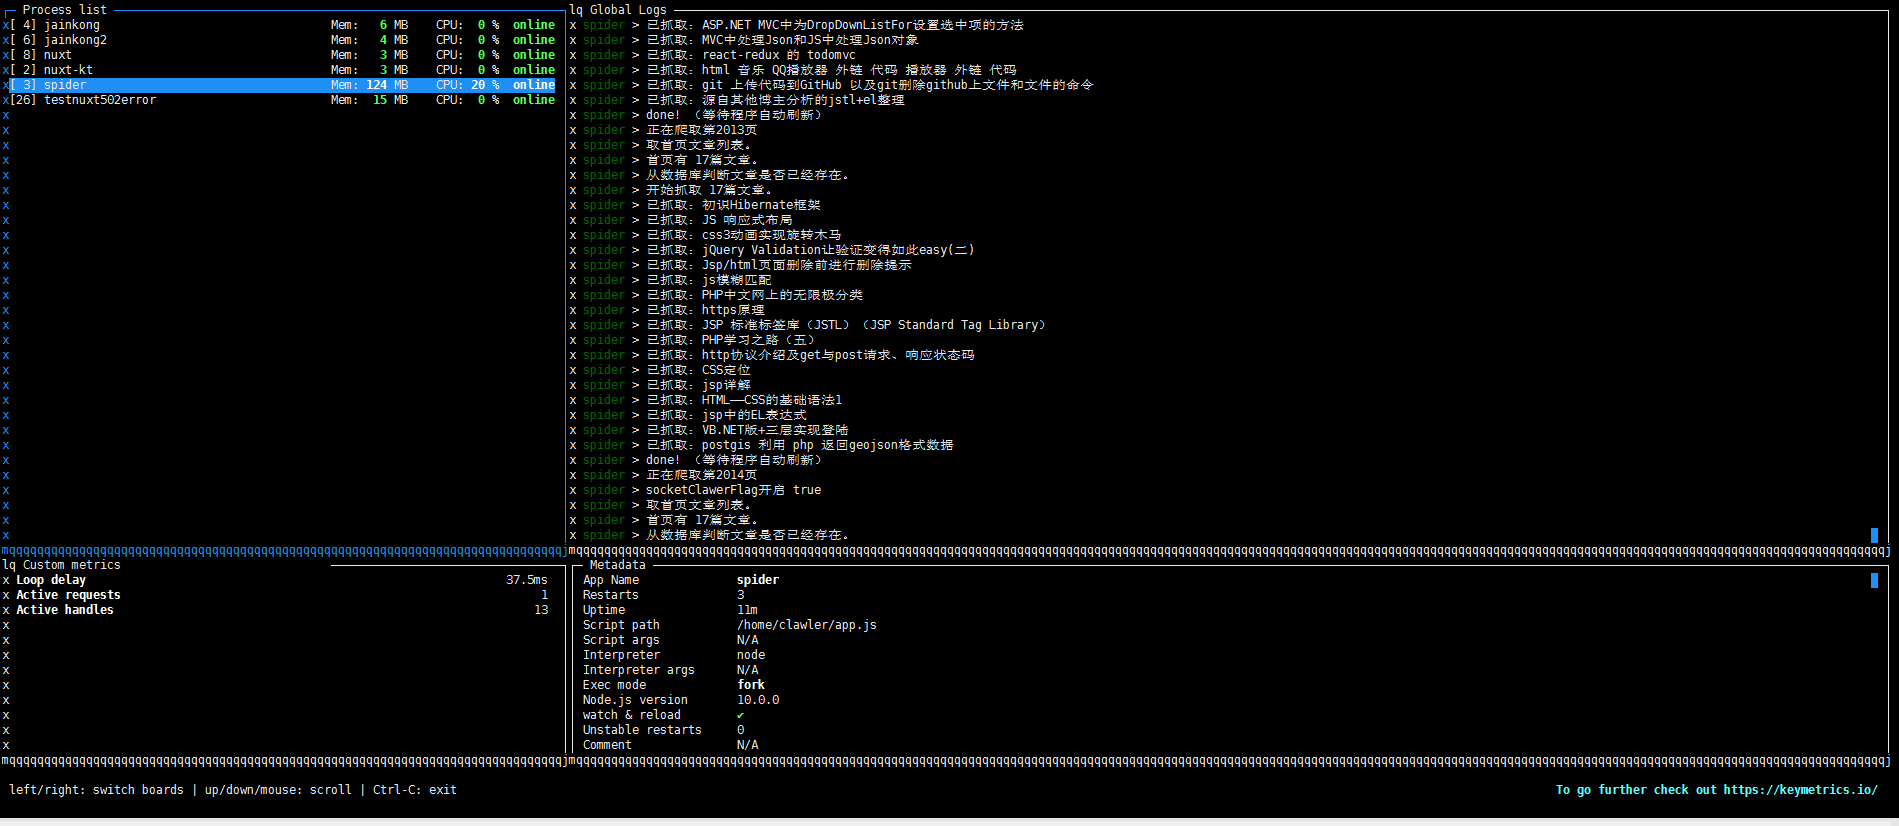 Process list
[ 4] jainkong Mem: 6 MB CPU: 0 % online
[ 6] jainkong2 Mem: 4 MB CPU: 0 % online
[ 8] nuxt Mem: 3 MB CPU: 0 % online
[ 2] nuxt-kt Mem: 3 MB CPU: 0 % online
[ 3] spider Mem: 124 MB CPU: 20 % online
[26] testnuxt502error Mem: 15 MB CPU: 0 % online
lq Global Logs
x spider > 已抓取: ASP.NET MVC中为DropDownListFor设置选中项的方法
x spider > 已抓取: MVC中处理Json和JS中处理Json对象
x spider > 已抓取: react-redux 的 todomvc
x spider > 已抓取: html 音乐 QQ播放器 外链 代码 播放器 外链 代码
x spider > 已抓取: git 上传代码到GitHub 以及git删除github上文件和文件的命令
x spider > 已抓取: 源自其他博主分析的jstl+el整理
x spider > done! （等待程序自动刷新）
x spider > 正在爬取第2013页
x spider > 取首页文章列表。
x spider > 首页有 17篇文章。
x spider > 从数据库判断文章是否已经存在。
x spider > 开始抓取 17篇文章。
x spider > 已抓取: 初识Hibernate框架
x spider > 已抓取: JS 响应式布局
x spider > 已抓取: css3动画实现旋转木马
x spider > 已抓取: jQuery Validation让验证变得如此easy(二)
x spider > 已抓取: Jsp/html页面删除前进行删除提示
x spider > 已抓取: js模糊匹配
x spider > 已抓取: PHP中文网上的无限极分类
x spider > 已抓取: https原理
x spider > 已抓取: JSP 标准标签库（JSTL）（JSP Standard Tag Library）
x spider > 已抓取: PHP学习之路（五）
x spider > 已抓取: http协议介绍及get与post请求、响应状态码
x spider > 已抓取: CSS定位
x spider > 已抓取: jsp详解
x spider > 已抓取: HTML——CSS的基础语法1
x spider > 已抓取: jsp中的EL表达式
x spider > 已抓取: VB.NET版+三层实现登陆
x spider > 已抓取: postgis 利用 php 返回geojson格式数据
x spider > done! （等待程序自动刷新）
x spider > 正在爬取第2014页
x spider > socketClawerFlag开启 true
x spider > 取首页文章列表。
x spider > 首页有 17篇文章。
x spider > 从数据库判断文章是否已经存在。
lq Custom metrics
x Loop delay 37.5ms
x Active requests 1
x Active handles 13
Metadata
App Name spider
Restarts 3
Uptime 11m
Script path /home/clawler/app.js
Script args N/A
Interpreter node
Interpreter args N/A
Exec mode fork
Node.js version 10.0.0
watch & reload ✔
Unstable restarts 0
Comment N/A
left/right: switch boards | up/down/mouse: scroll | Ctrl-C: exit
To go further check out https://keymetrics.io/